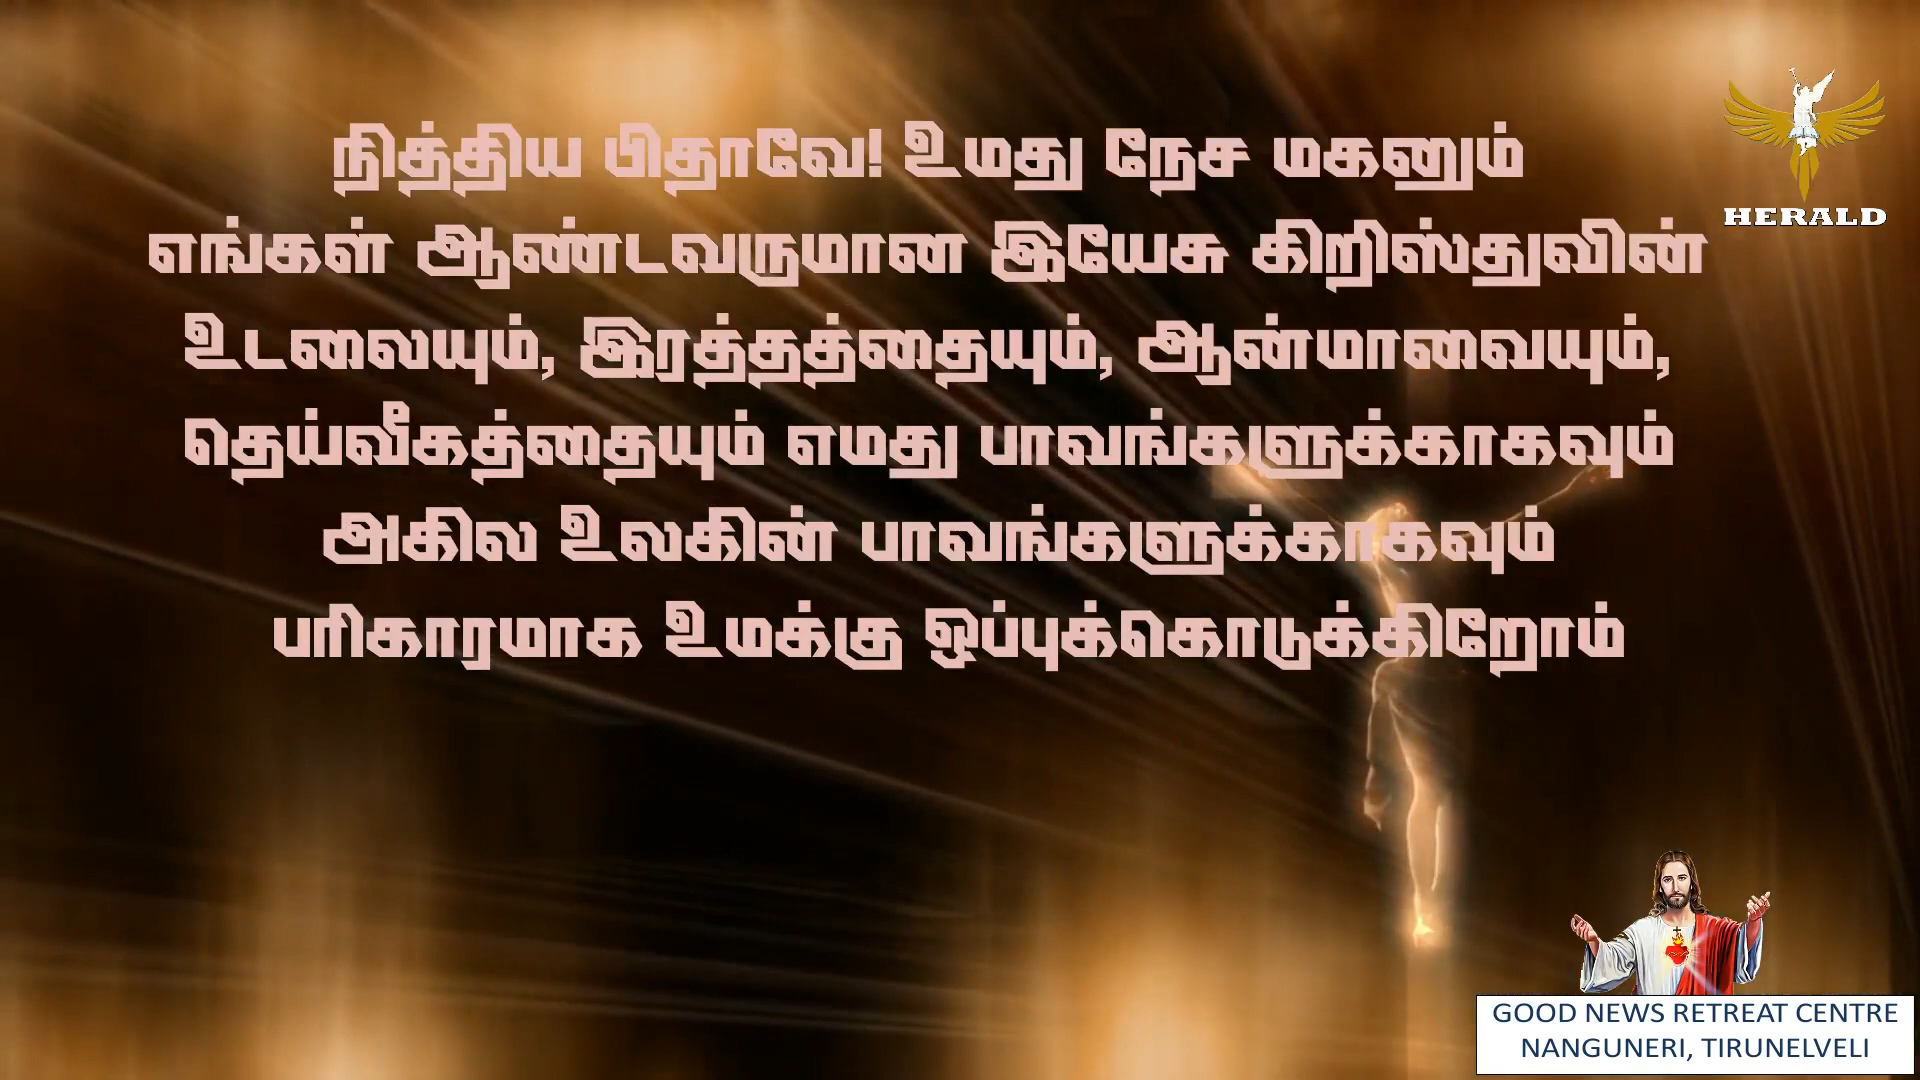 நித்திய பிதாவே! உமது நேச மகனும்
எங்கள் ஆண்டவருமான இயேசு கிறிஸ்துவின்
உடலையும், இரத்தத்தையும், ஆன்மாவையும்,
தெய்வீகத்தையும் எமது பாவங்களுக்காகவும்
அகில உலகின் பாவங்களுக்காகவும்
பரிகாரமாக உமக்கு ஒப்புக்கொடுக்கிறோம்
HERALD
GOOD NEWS RETREAT CENTRE
NANGUNERI, TIRUNELVELI